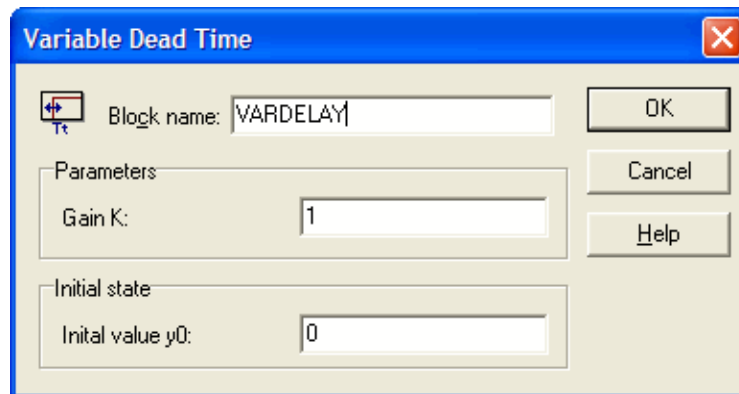 Variable Dead Time
Tt
Block name: VARDELAY
OK
Parameters
Cancel
Gain K: 1
Help
Initial state
Inital value y0: 0